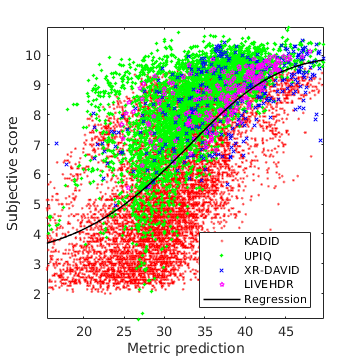 10
9
8
7
6
5
4
3
2
Subjective score
KADID
UPIQ
XR-DAVID
LIVEHDR
Regression
20 25 30 35 40 45
Metric prediction